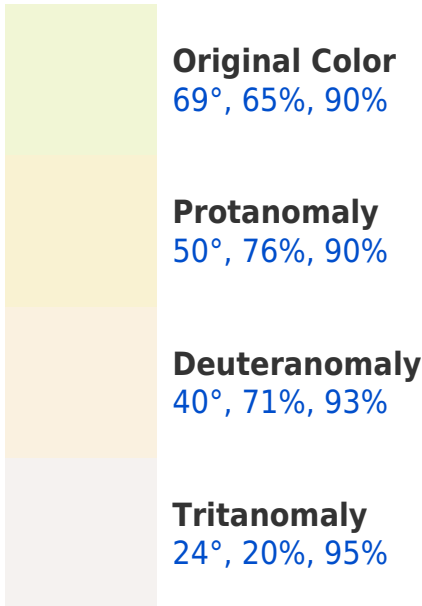 Original Color
69°, 65%, 90%
Protanomaly
50°, 76%, 90%
Deuteranomaly
40°, 71%, 93%
Tritanomaly
24°, 20%, 95%